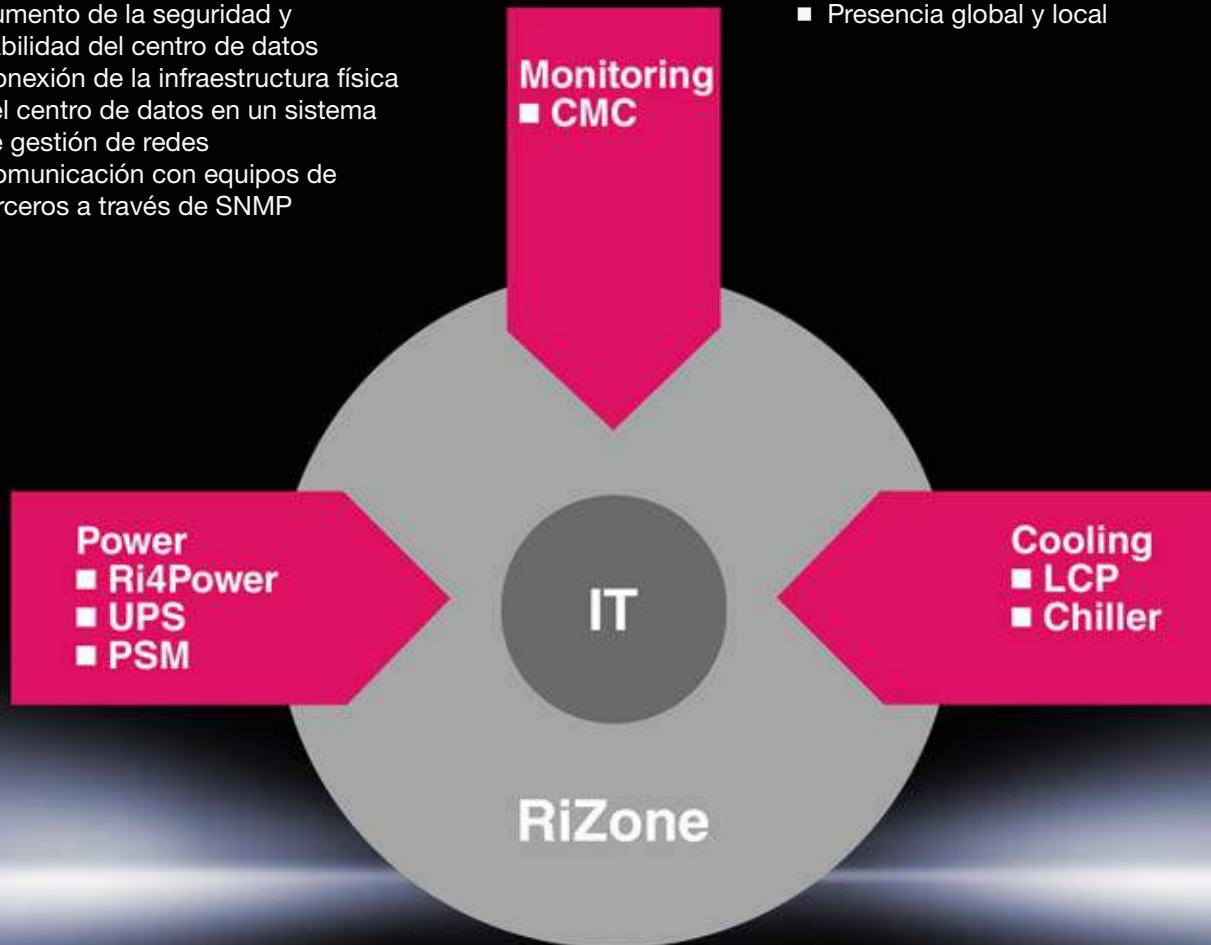 umento de la seguridad y
abilidad del centro de datos
onexión de la infraestructura física
el centro de datos en un sistema
e gestión de redes
omunicación con equipos de
rceros a través de SNMP
■ Presencia global y local
Monitoring
■ CMC
Power
■ Ri4Power
■ UPS
■ PSM
IT
Cooling
■ LCP
■ Chiller
RiZone